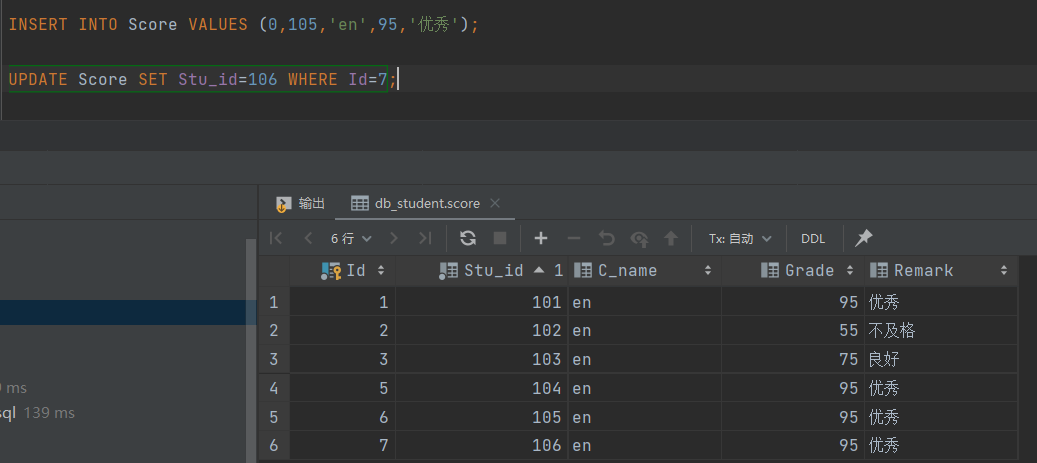 INSERT INTO Score VALUES (0,105,'en',95,'优秀');
UPDATE Score SET Stu_id=106 WHERE Id=7;
输出 db_student.score
6 行 Tx: 自动 DDL
Id Stu_id 1 C_name Grade Remark
1 1 101 en 95 优秀
2 2 102 en 55 不及格
3 3 103 en 75 良好
4 5 104 en 95 优秀
5 6 105 en 95 优秀
6 7 106 en 95 优秀
ms
sql 139 ms